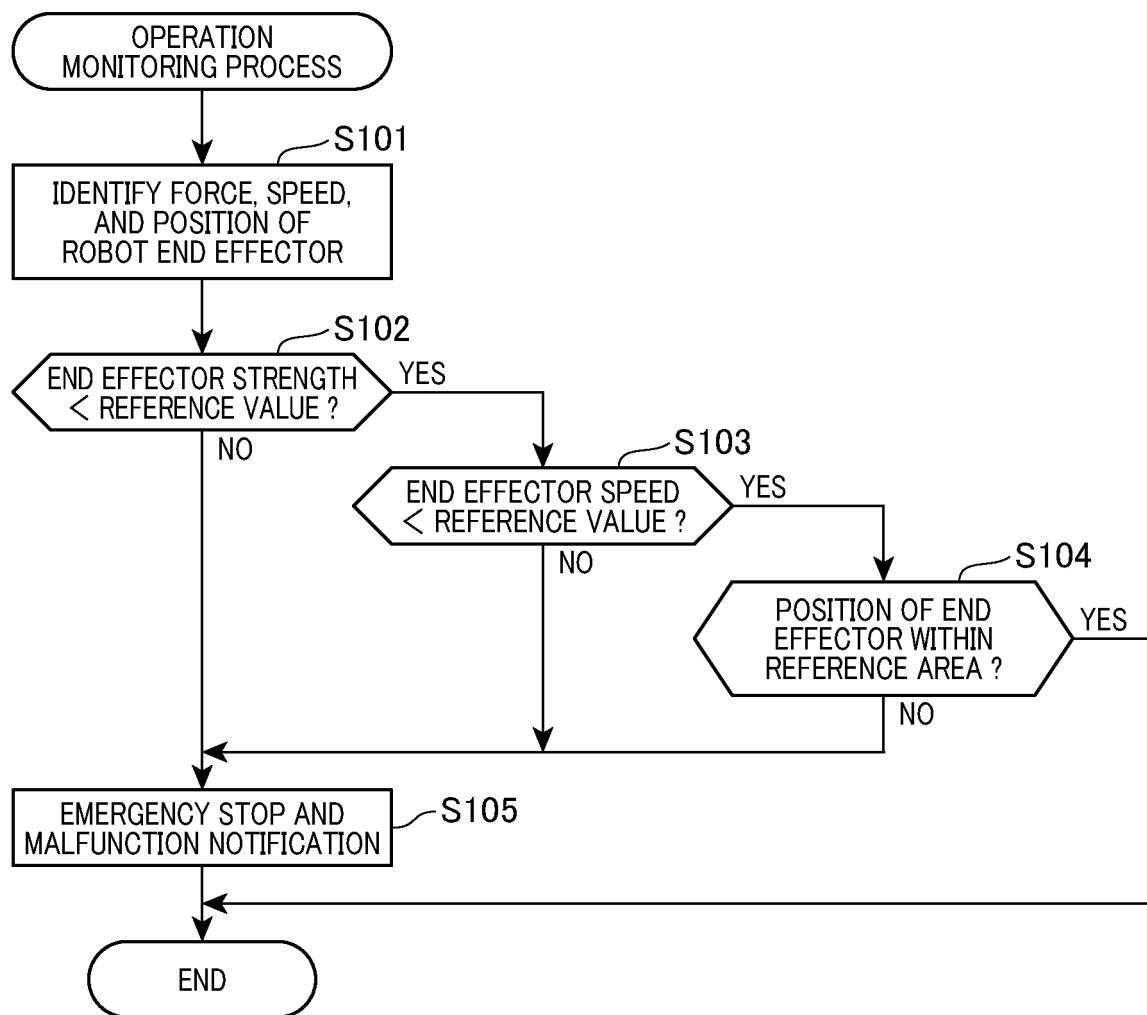 OPERATION
MONITORING PROCESS
S101
IDENTIFY FORCE, SPEED,
AND POSITION OF
ROBOT END EFFECTOR
S102
END EFFECTOR STRENGTH
< REFERENCE VALUE ?
YES
NO
S103
END EFFECTOR SPEED
< REFERENCE VALUE ?
YES
NO
S104
POSITION OF END
EFFECTOR WITHIN
REFERENCE AREA ?
YES
NO
EMERGENCY STOP AND
MALFUNCTION NOTIFICATION
S105
END